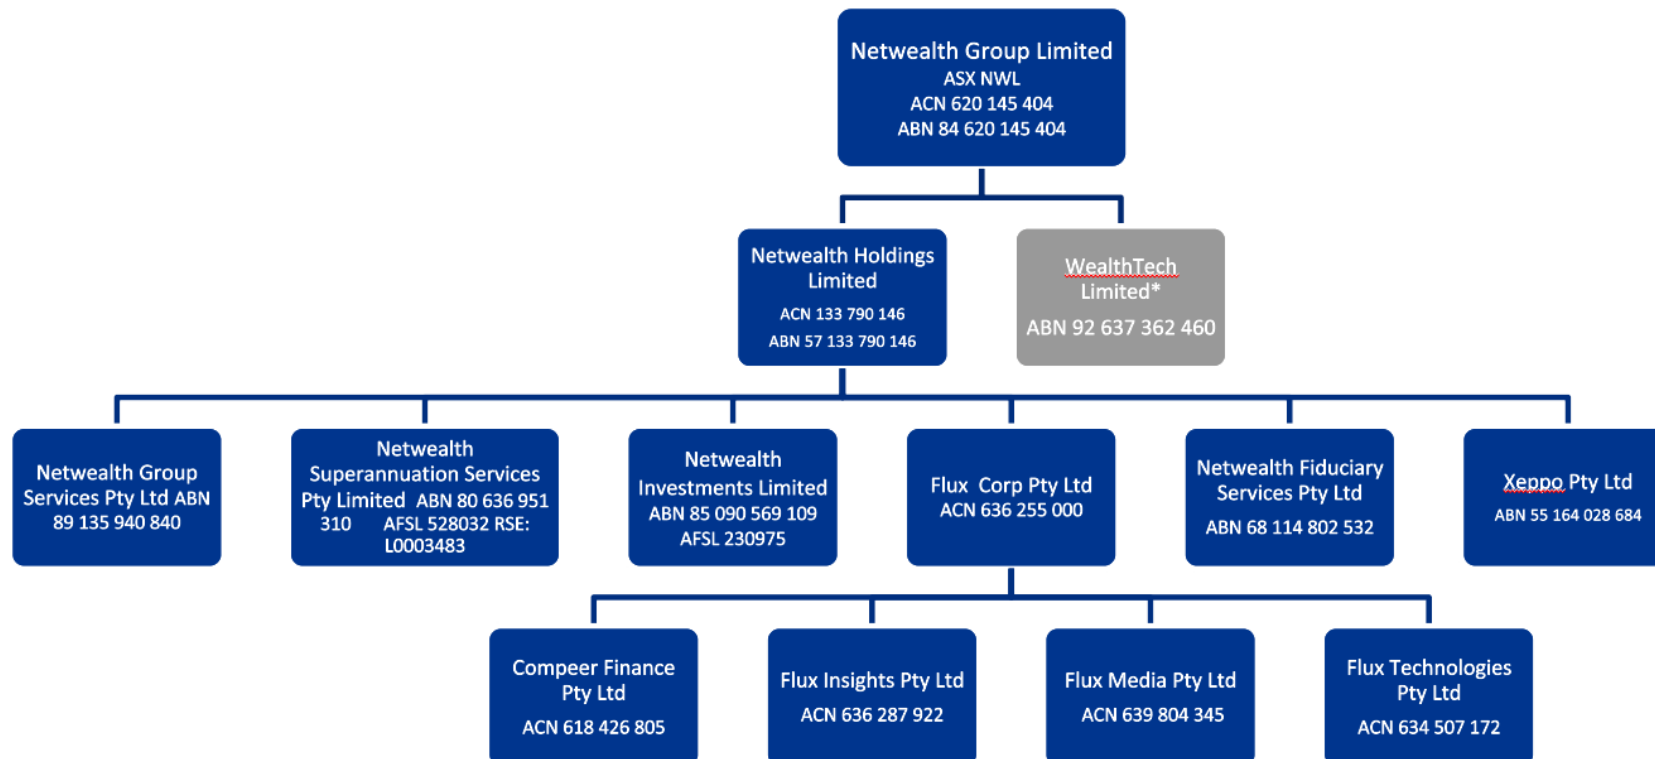 Netwealth Group Limited
ASX NWL
ACN 620 145 404
ABN 84 620 145 404
Netwealth Holdings
Limited
ACN 133 790 146
ABN 57 133 790 146
WealthTech
Limited*
ABN 92 637 362 460
Netwealth Group
Services Pty Ltd ABN
89 135 940 840
Netwealth
Superannuation Services
Pty Limited ABN 80 636 951
310 AFSL 528032 RSE:
L0003483
Netwealth
Investments Limited
ABN 85 090 569 109
AFSL 230975
Flux Corp Pty Ltd
ACN 636 255 000
Netwealth Fiduciary
Services Pty Ltd
ABN 68 114 802 532
Xeppo Pty Ltd
ABN 55 164 028 684
Compeer Finance
Pty Ltd
ACN 618 426 805
Flux Insights Pty Ltd
ACN 636 287 922
Flux Media Pty Ltd
ACN 639 804 345
Flux Technologies
Pty Ltd
ACN 634 507 172